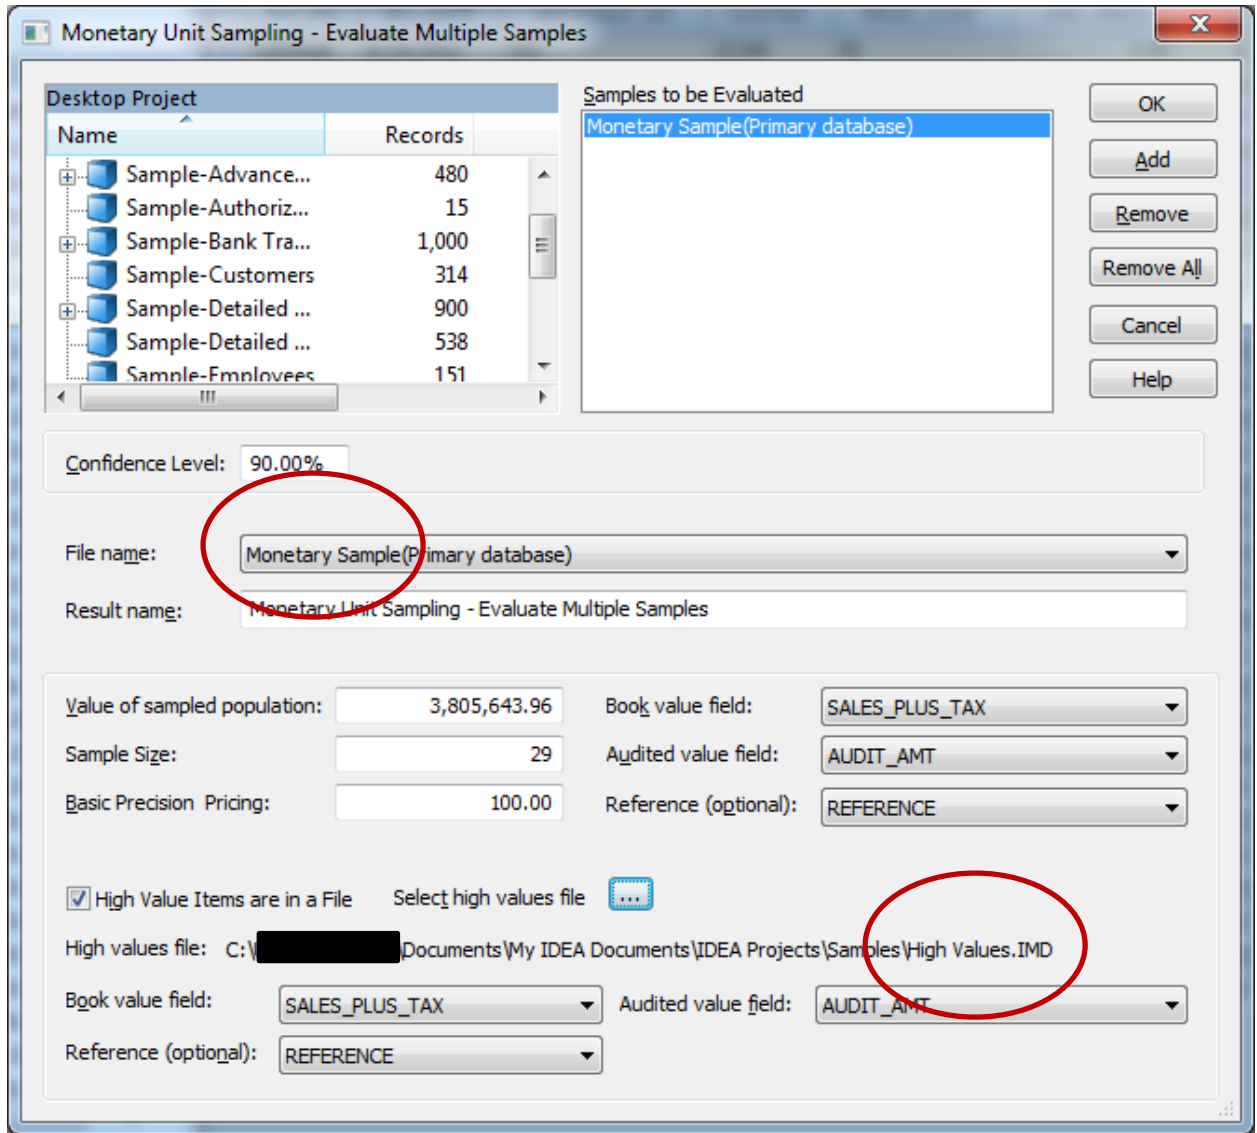 Monetary Unit Sampling - Evaluate Multiple Samples
Desktop Project
Name Records
Sample-Advance... 480
Sample-Authoriz... 15
Sample-Bank Tra... 1,000
Sample-Customers 314
Sample-Detailed ... 900
Sample-Detailed ... 538
Sample-Employees 151
Samples to be Evaluated
Monetary Sample(Primary database)
OK
Add
Remove
Remove All
Cancel
Help
Confidence Level: 90.00%
File name: Monetary Sample(Primary database)
Result name: Monetary Unit Sampling - Evaluate Multiple Samples
Value of sampled population: 3,805,643.96 Book value field: SALES_PLUS_TAX
Sample Size: 29 Audited value field: AUDIT_AMT
Basic Precision Pricing: 100.00 Reference (optional): REFERENCE
High Value Items are in a File Select high values file ...
High values file: C:\ \Documents\My IDEA Documents\IDEA Projects\Samples\High Values.IMD
Book value field: SALES_PLUS_TAX Audited value field: AUDIT_AMT
Reference (optional): REFERENCE